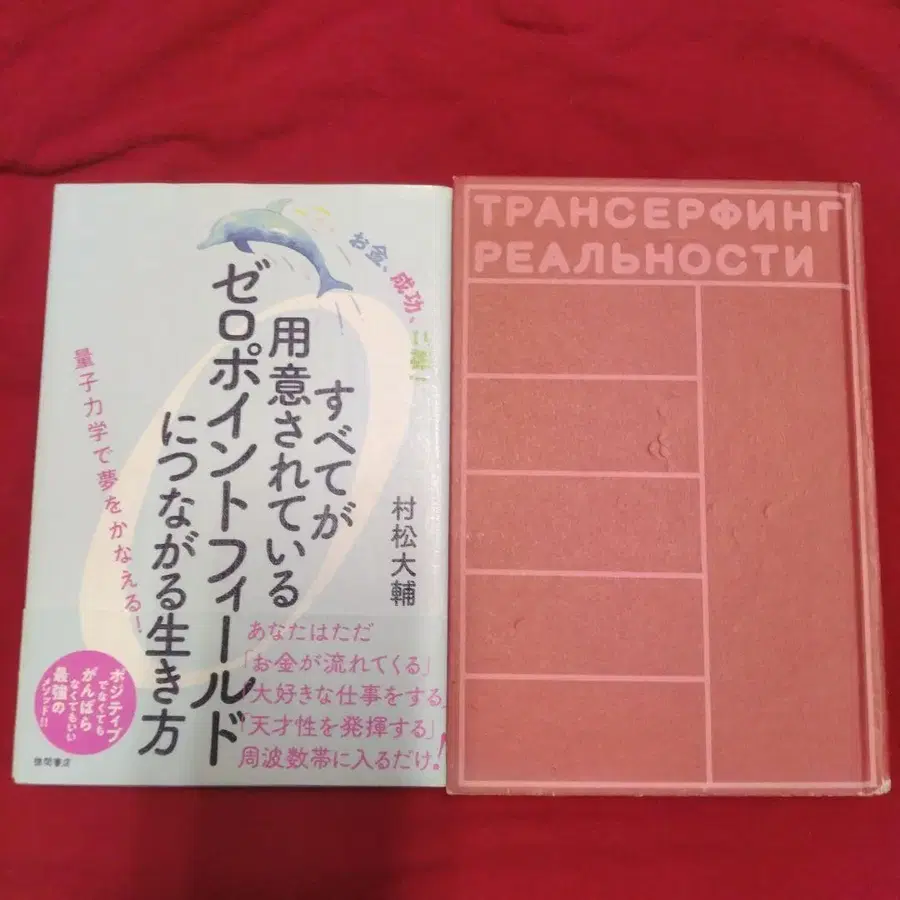 お金、成功、
すべてが
用意されている
ゼロポイントフィールド
につながる生き方
村松大輔
量子力学で夢をかなえる!
あなたはただ
「お金が流れてくる」
「大好きな仕事をする」
「天才性を発揮する」
周波数帯に入るだけ!
ポジティブ
でなくても
がんばら
なくてもいい
最強の
メソッド!!
徳間書店
ТРАНСЕРФИНГ
РЕАЛЬНОСТИ